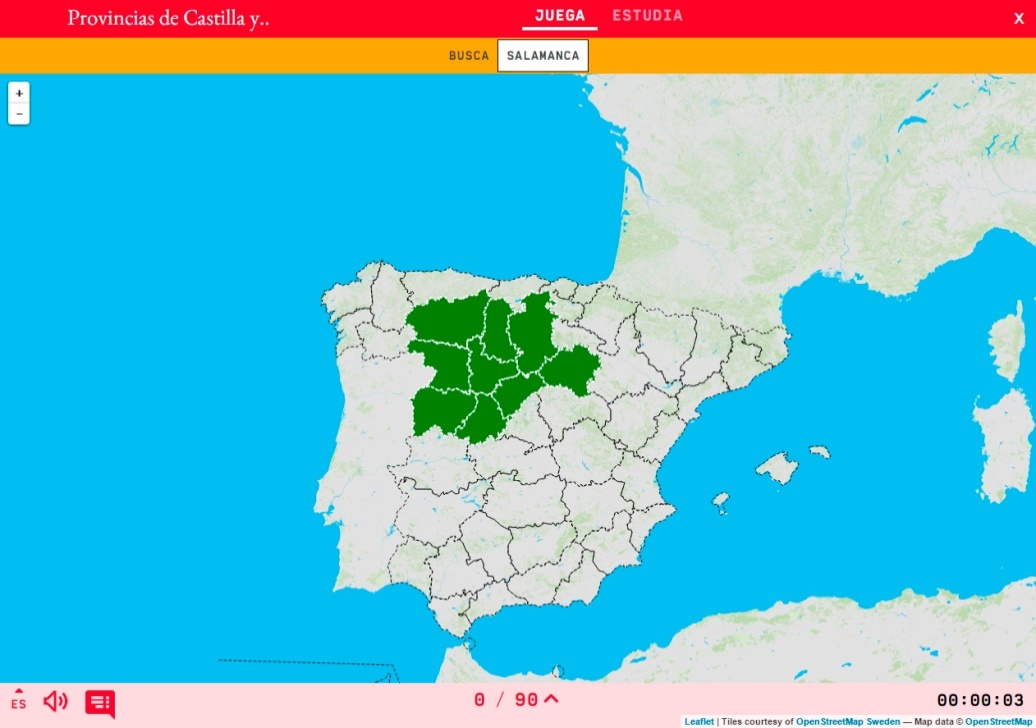 Provincias de Castilla y..
JUEGA ESTUDIA X
BUSCA SALAMANCA
+
−
ES 0 / 90 00:00:03
Leaflet | Tiles courtesy of OpenStreetMap Sweden — Map data © OpenStreetMap